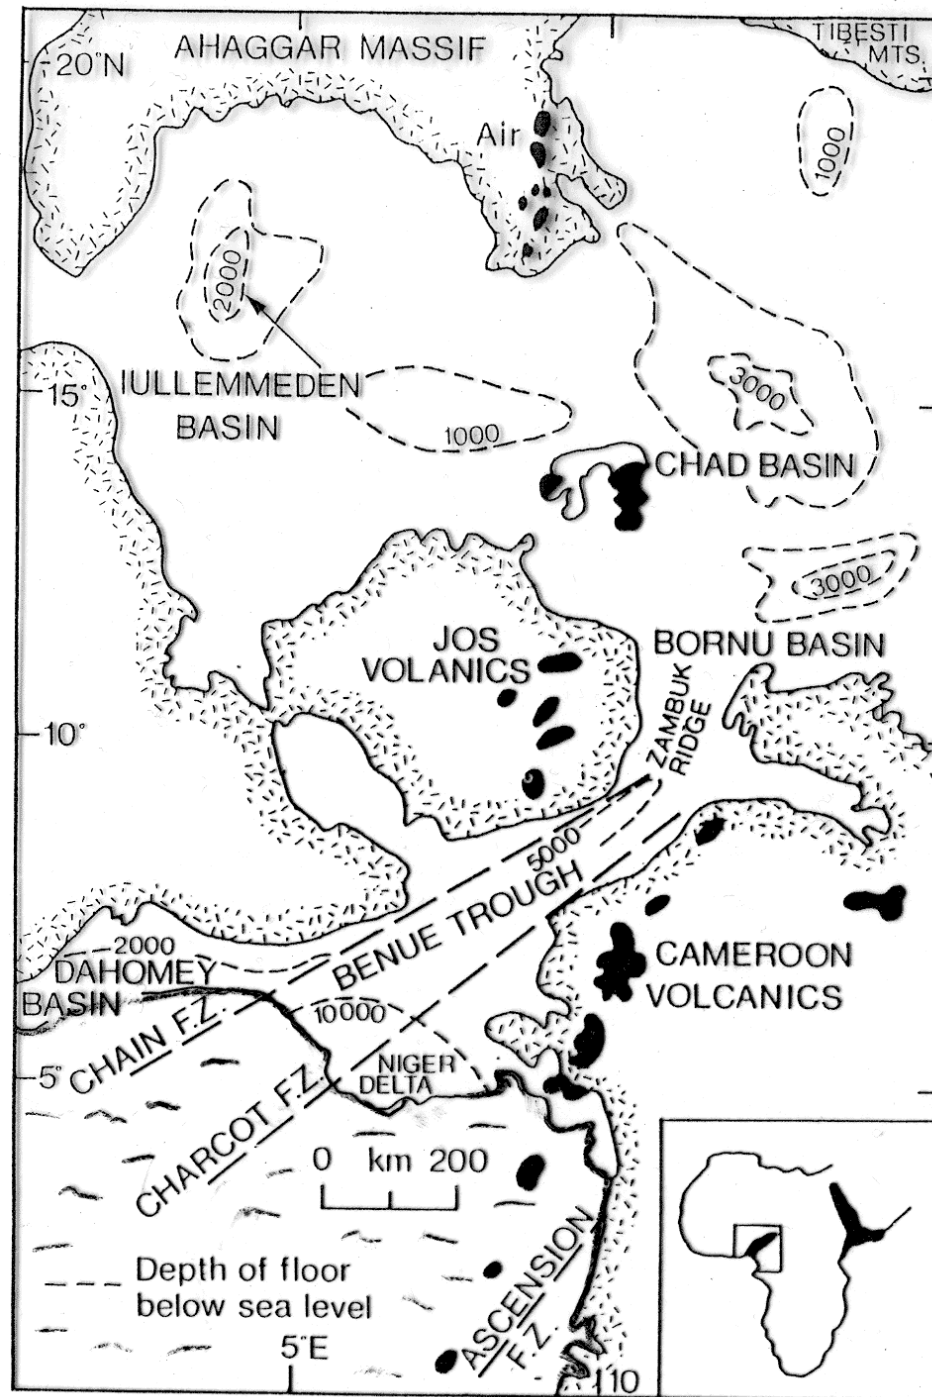 AHAGGAR MASSIF
TIBESTI
MTS.
20°N
Air
1000
2000
15°
IULLEMMEDEN
BASIN
1000
3000
CHAD BASIN
3000
JOS
VOLANICS
BORNU BASIN
ZAMBUK
RIDGE
10°
5000
BENUE TROUGH
2000
DAHOMEY
BASIN
CAMEROON
VOLCANICS
10000
CHAIN F.Z.
NIGER
DELTA
5°
CHARCOT F.Z.
0 km 200
ASCENSION
F.Z.
Depth of floor
below sea level
5°E
10